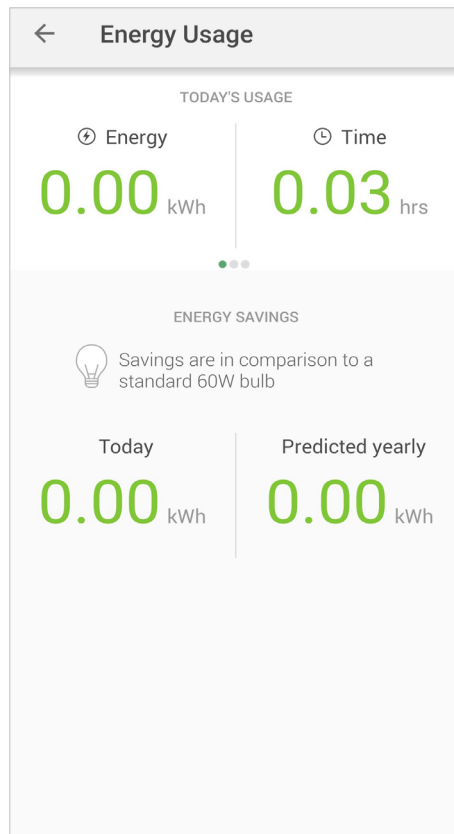 Energy Usage
TODAY'S USAGE
Energy
Time
0.00 kWh
0.03 hrs
ENERGY SAVINGS
Savings are in comparison to a
standard 60W bulb
Today
Predicted yearly
0.00 kWh
0.00 kWh